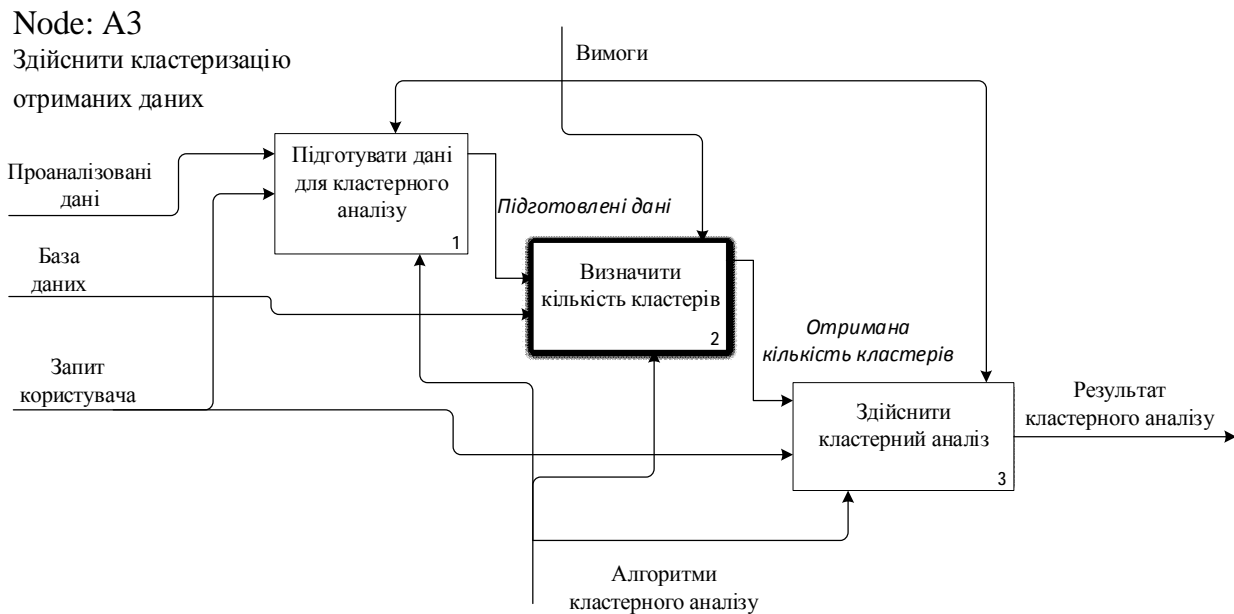 Node: A3
Здійснити кластеризацію
отриманих даних
Вимоги
Проаналізовані
дані
Підготувати дані
для кластерного
аналізу
1
Підготовлені дані
База
даних
Визначити
кількість кластерів
2
Отримана
кількість кластерів
Запит
користувача
Здійснити
кластерний аналіз
3
Результат
кластерного аналізу
Алгоритми
кластерного аналізу